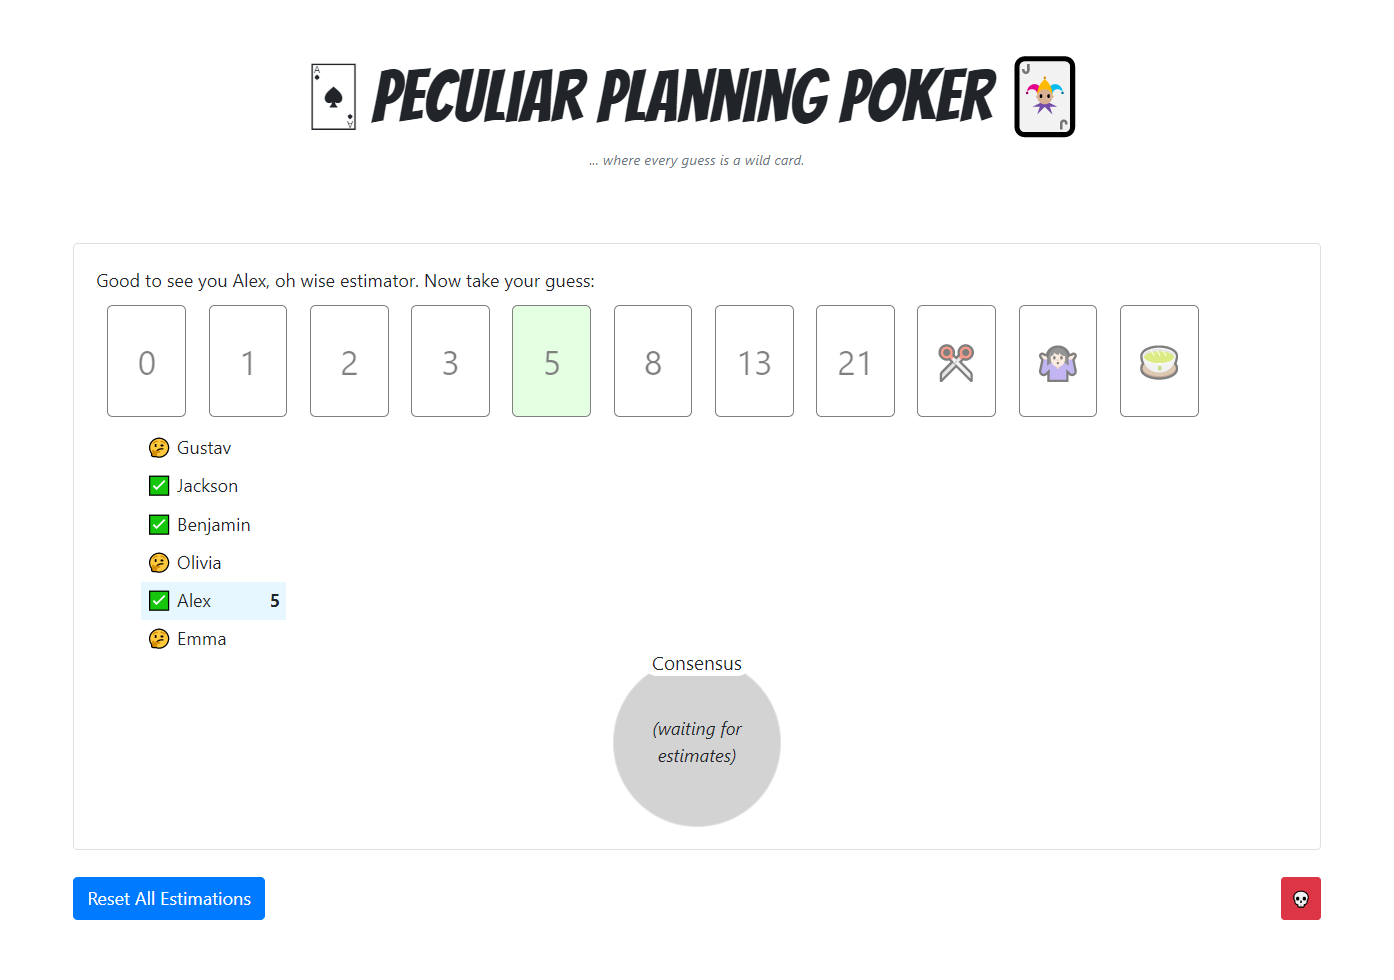 PECULIAR PLANNING POKER
... where every guess is a wild card.
Good to see you Alex, oh wise estimator. Now take your guess:
0 1 2 3 5 8 13 21
Gustav
Jackson
Benjamin
Olivia
Alex 5
Emma
Consensus
(waiting for
estimates)
Reset All Estimations